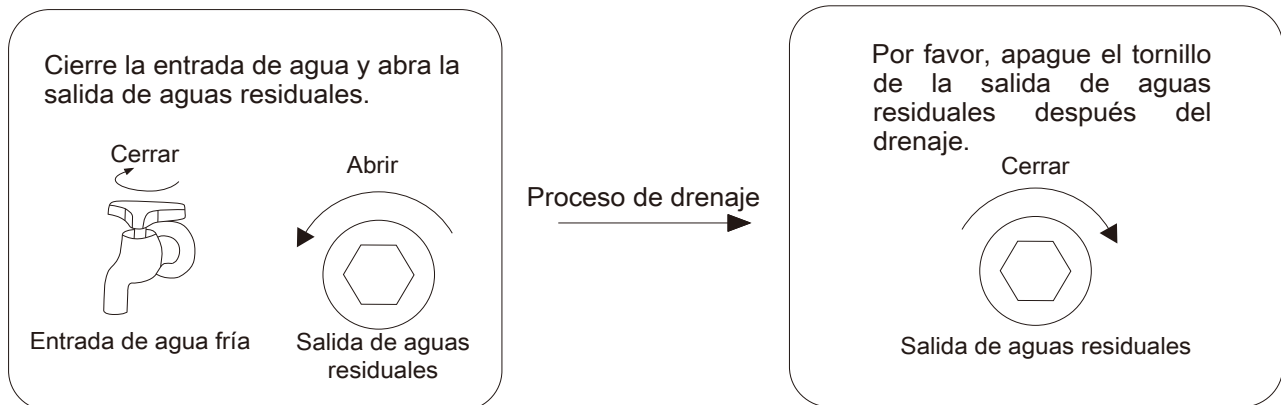 Cierre la entrada de agua y abra la
salida de aguas residuales.
Cerrar
Abrir
Entrada de agua fría
Salida de aguas
residuales
Proceso de drenaje
Por favor, apague el tornillo
de la salida de aguas
residuales después del
drenaje.
Cerrar
Salida de aguas residuales